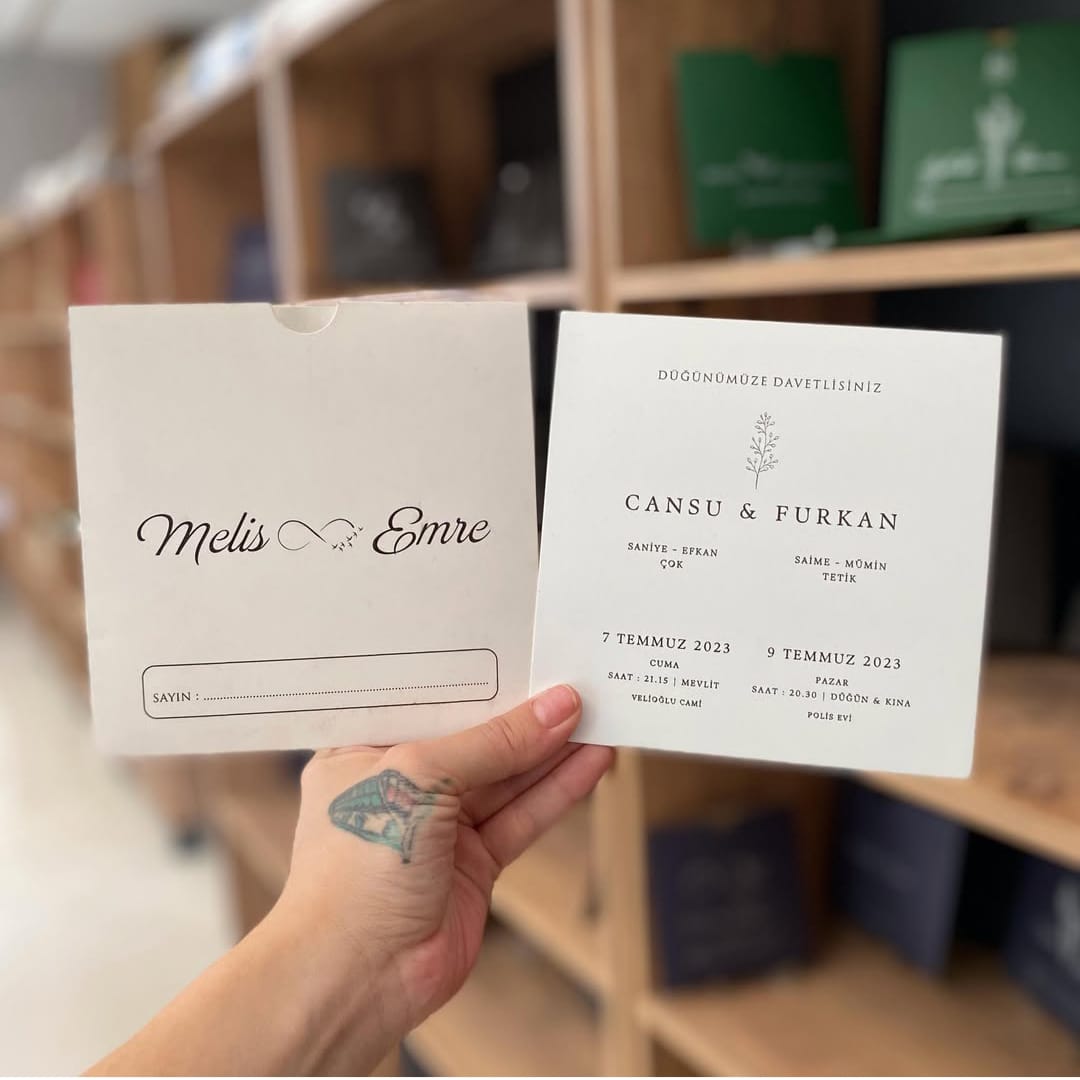 Melis Emre
SAYIN : ........................................................................
DÜĞÜNÜMÜZE DAVETLİSİNİZ
CANSU & FURKAN
SANİYE - EFKAN
ÇOK
SAİME - MÜMİN
TETİK
7 TEMMUZ 2023
CUMA
SAAT : 21.15 | MEVLİT
VELİOĞLU CAMİ
9 TEMMUZ 2023
PAZAR
SAAT : 20.30 | DÜĞÜN & KINA
POLİS EVİ